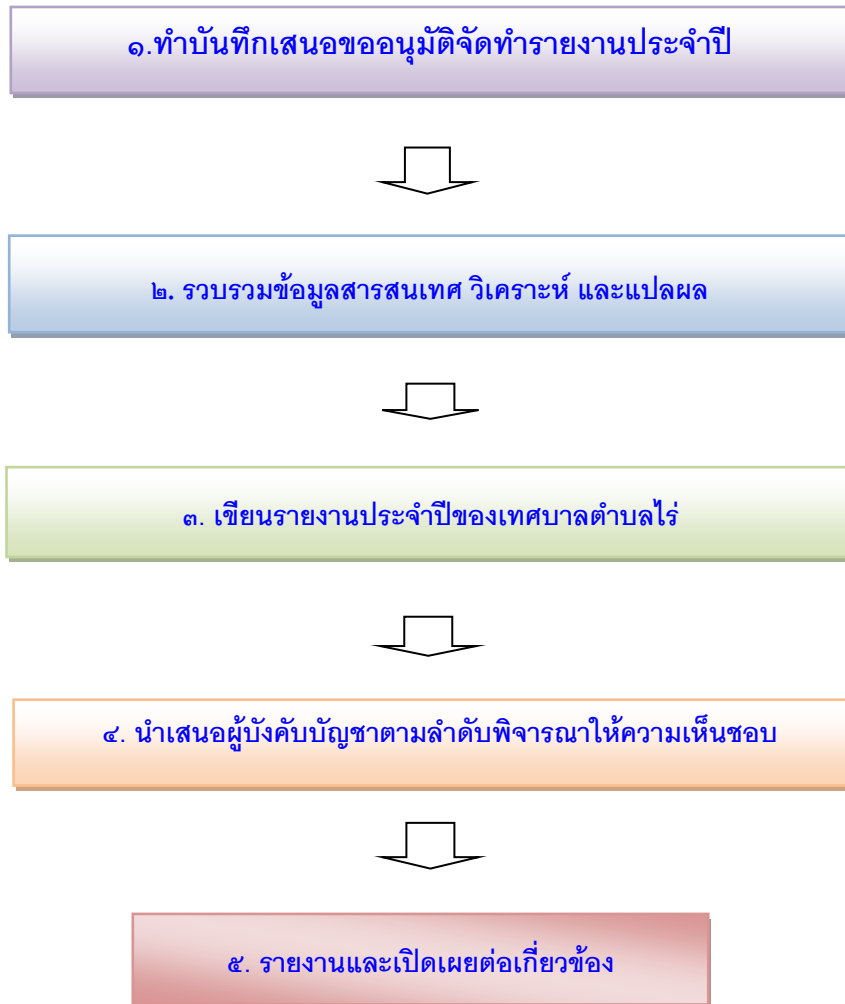 ๑.ทำบันทึกเสนอขออนุมัติจัดทำรายงานประจำปี
๒. รวบรวมข้อมูลสารสนเทศ วิเคราะห์ และแปลผล
๓. เขียนรายงานประจำปีของเทศบาลตำบลไร่
๔. นำเสนอผู้บังคับบัญชาตามลำดับพิจารณาให้ความเห็นชอบ
๕. รายงานและเปิดเผยต่อเกี่ยวข้อง